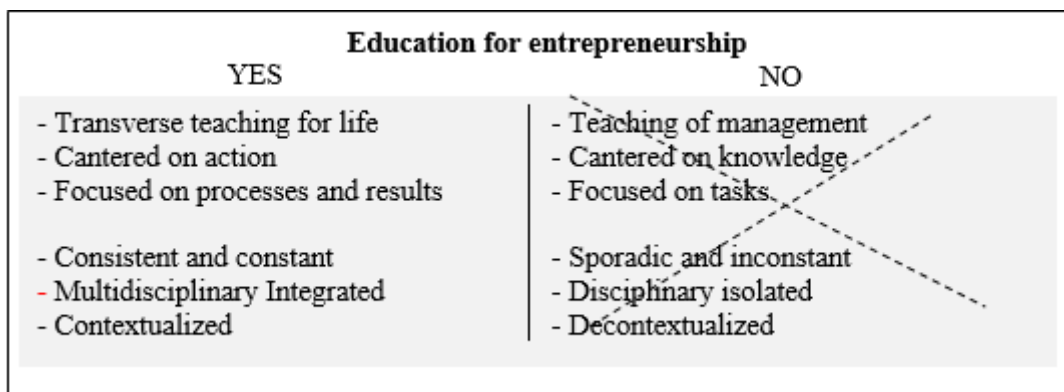 Education for entrepreneurship
YES NO
- Transverse teaching for life
- Cantered on action
- Focused on processes and results
- Consistent and constant
- Multidisciplinary Integrated
- Contextualized
- Teaching of management
- Cantered on knowledge
- Focused on tasks
- Sporadic and inconstant
- Disciplinary isolated
- Decontextualized